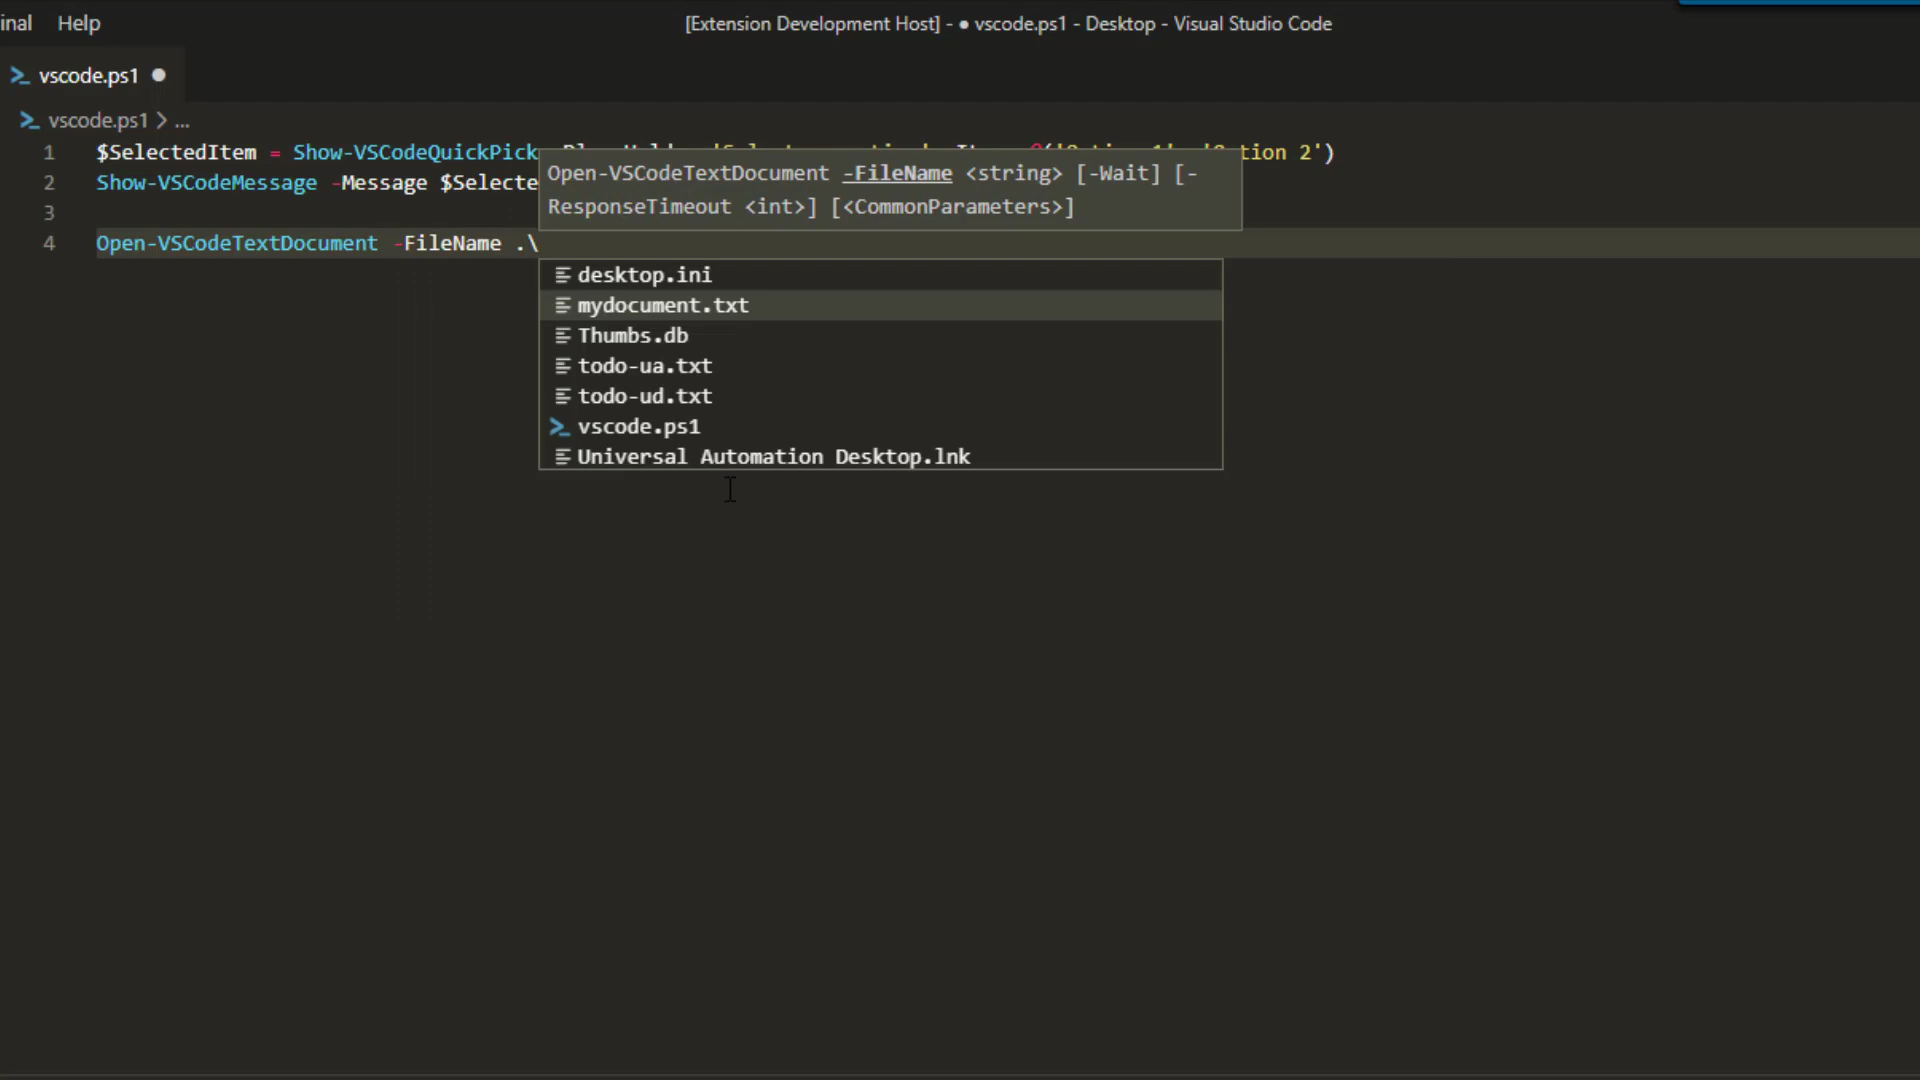 inal Help [Extension Development Host] - ● vscode.ps1 - Desktop - Visual Studio Code
vscode.ps1 ●
vscode.ps1 > ...
1 $SelectedItem = Show-VSCodeQuickPick tion 2')
2 Show-VSCodeMessage -Message $Selecte
3
Open-VSCodeTextDocument -FileName <string> [-Wait] [-
ResponseTimeout <int>] [<CommonParameters>]
4 Open-VSCodeTextDocument -FileName .\
desktop.ini
mydocument.txt
Thumbs.db
todo-ua.txt
todo-ud.txt
vscode.ps1
Universal Automation Desktop.lnk